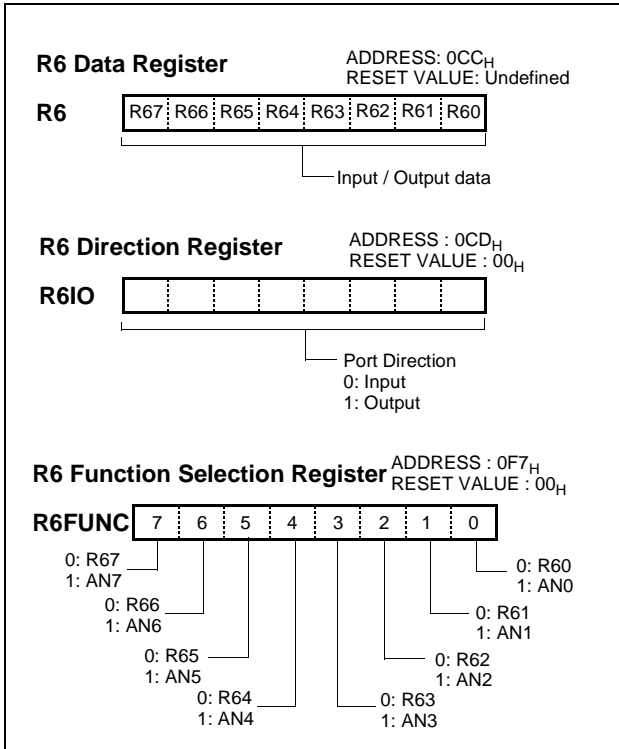 R6 Data Register
ADDRESS: 0CCH
RESET VALUE: Undefined
R6
R67 R66 R65 R64 R63 R62 R61 R60
Input / Output data
R6 Direction Register
ADDRESS : 0CDH
RESET VALUE : 00H
R6IO
Port Direction
0: Input
1: Output
R6 Function Selection Register
ADDRESS : 0F7H
RESET VALUE : 00H
R6FUNC
7 6 5 4 3 2 1 0
0: R67
1: AN7
0: R60
1: AN0
0: R66
1: AN6
0: R61
1: AN1
0: R65
1: AN5
0: R62
1: AN2
0: R64
1: AN4
0: R63
1: AN3